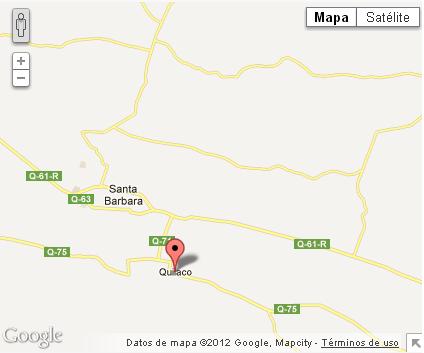 Mapa
Satélite
Q-61-R
Q-63
Santa
Barbara
Q-75
Q-61-R
Quilaco
Q-75
Google
Datos de mapa ©2012 Google, Mapcity - Términos de uso